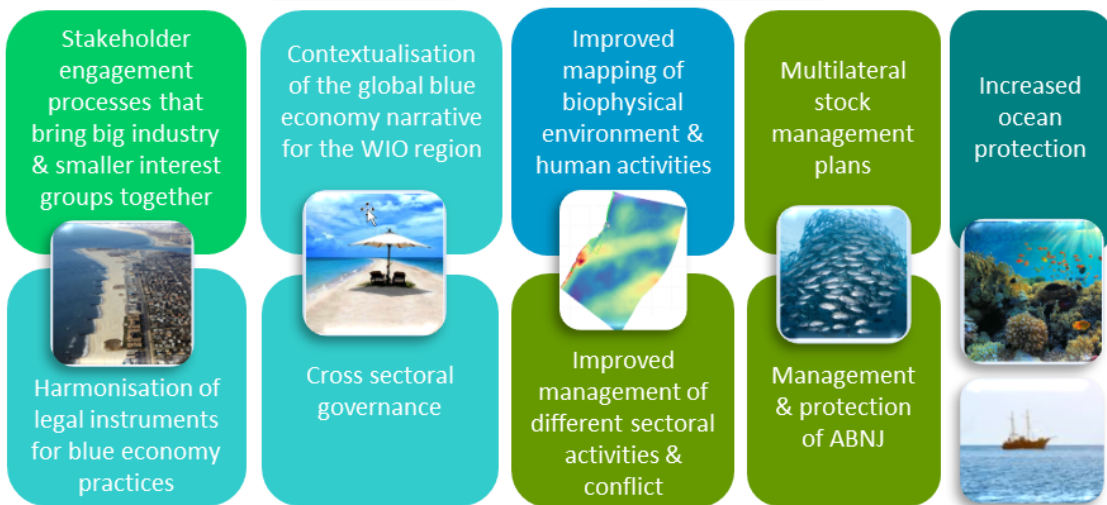 Stakeholder
engagement
processes that
bring big industry
& smaller interest
groups together
Contextualisation
of the global blue
economy narrative
for the WIO region
Improved
mapping of
biophysical
environment &
human activities
Multilateral
stock
management
plans
Increased
ocean
protection
Harmonisation of
legal instruments
for blue economy
practices
Cross sectoral
governance
Improved
management of
different sectoral
activities &
conflict
Management
& protection
of ABNJ